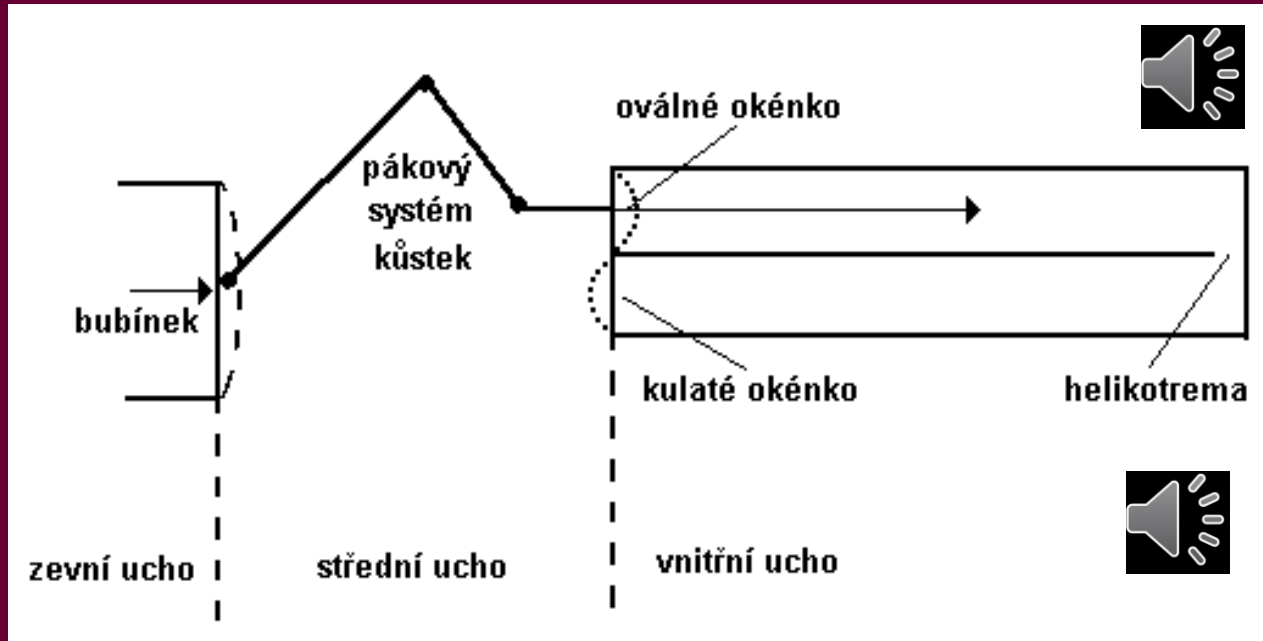 oválné okénko
pákový
systém
kůstek
bubínek
kulaté okénko
helikotrema
zevní ucho
střední ucho
vnitřní ucho